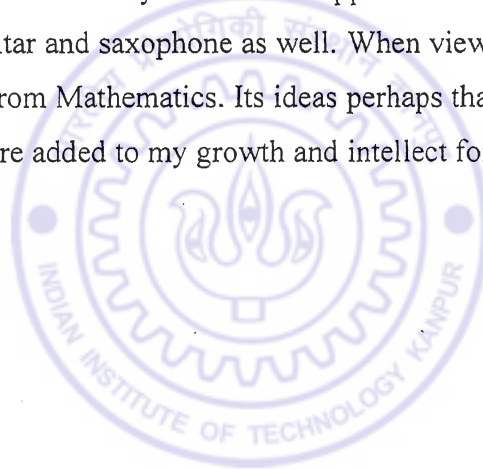 itar and saxophone as well. When view
rom Mathematics. Its ideas perhaps tha
re added to my growth and intellect fo
INDIAN INSTITUTE OF TECHNOLOGY KANPUR